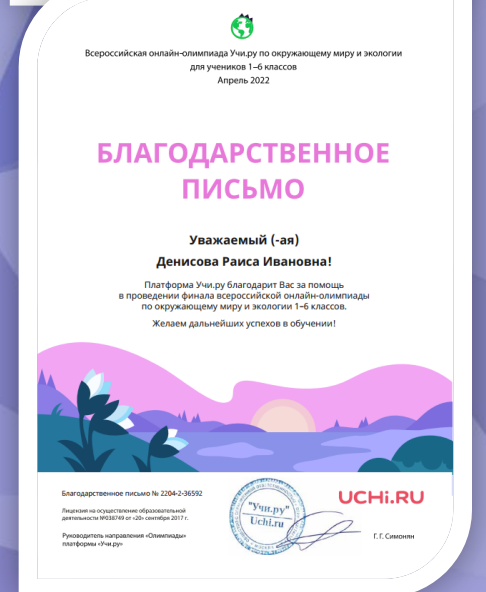 Всероссийская онлайн-олимпиада Учи.ру по окружающему миру и экологии
для учеников 1–6 классов
Апрель 2022
БЛАГОДАРСТВЕННОЕ
ПИСЬМО
Уважаемый (-ая)
Денисова Раиса Ивановна!
Платформа Учи.ру благодарит Вас за помощь
в проведении финала всероссийской онлайн-олимпиады
по окружающему миру и экологии 1–6 классов.
Желаем дальнейших успехов в обучении!
Благодарственное письмо № 2204-2-36592
Лицензия на осуществление образовательной
деятельности №038749 от «20» сентября 2017 г.
Руководитель направления «Олимпиады»
платформы «Учи.ру»
"Учи.ру"
Uchi.ru
UCHi.RU
Г. Г. Симонян